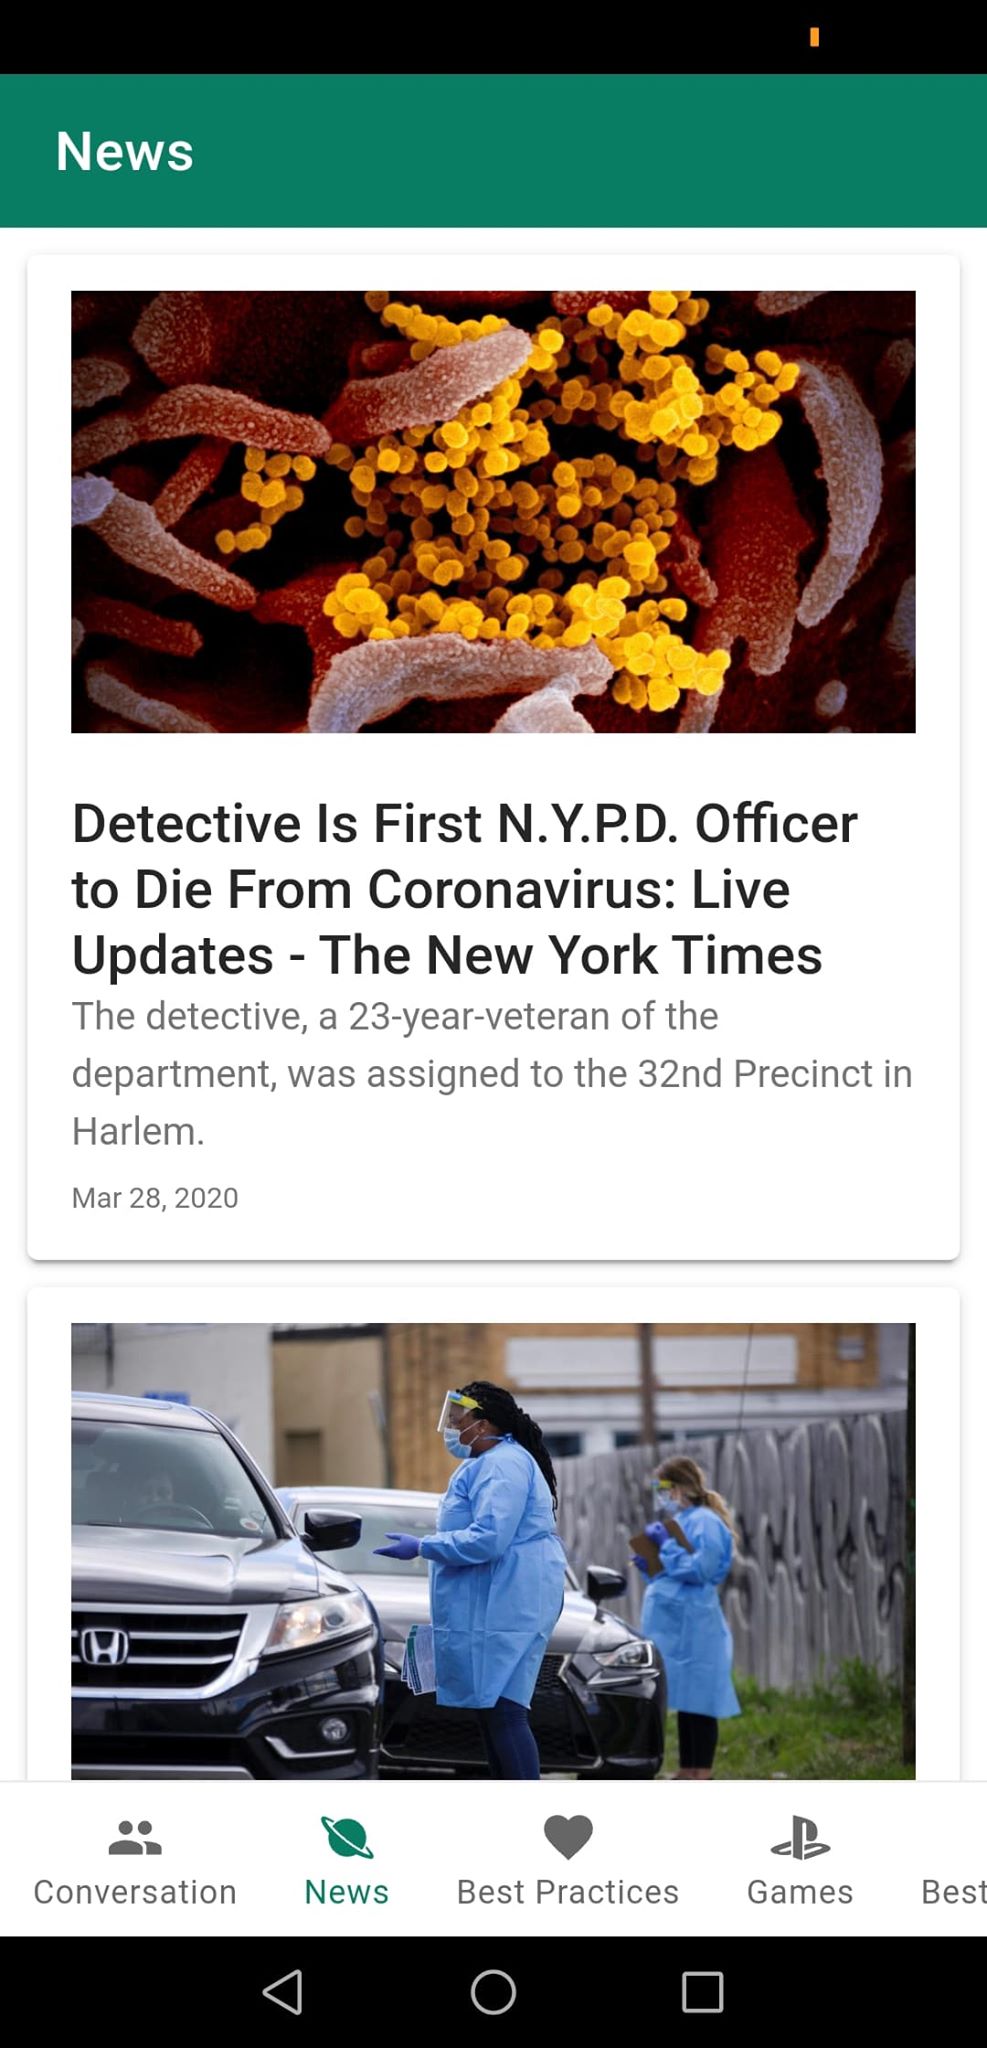 News
Detective Is First N.Y.P.D. Officer
to Die From Coronavirus: Live
Updates - The New York Times
The detective, a 23-year-veteran of the
department, was assigned to the 32nd Precinct in
Harlem.
Mar 28, 2020
Conversation News Best Practices Games Best